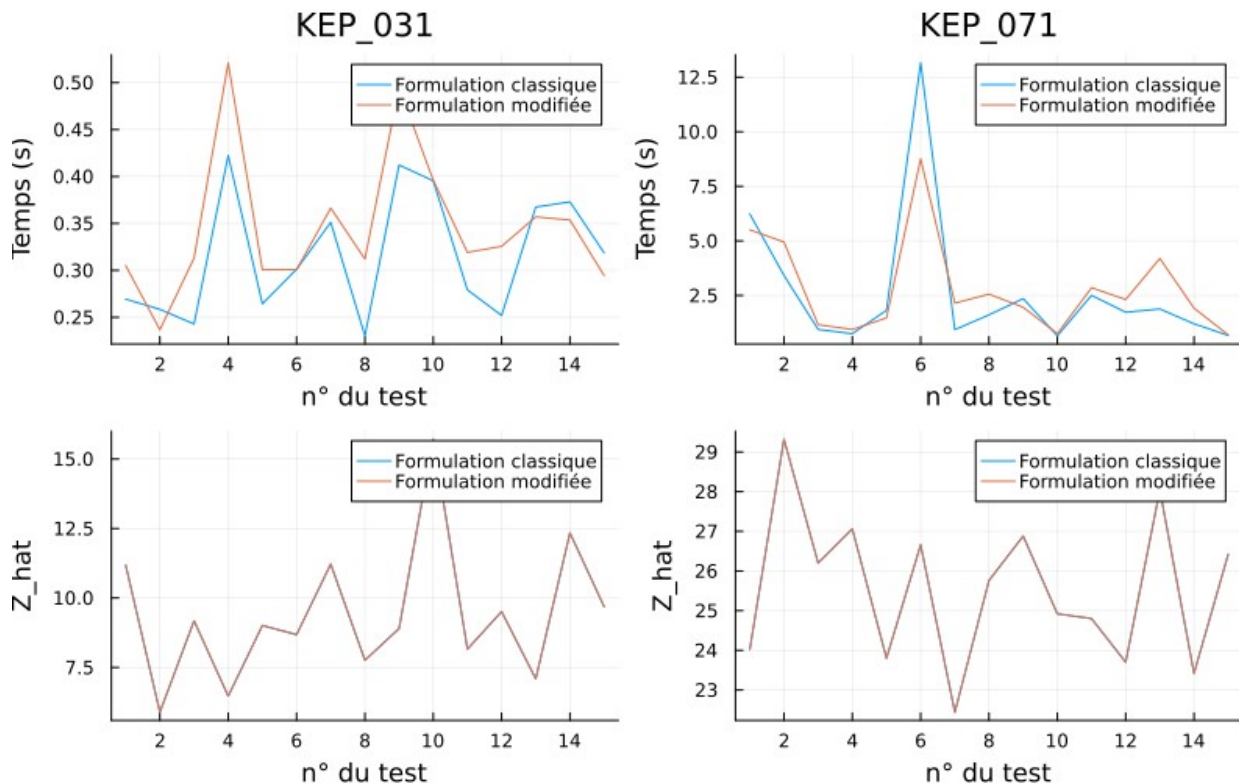 KEP_031
KEP_071
Temps (s)
0.50
0.45
0.40
0.35
0.30
0.25
Formulation classique
Formulation modifiée
2 4 6 8 10 12 14
n° du test
Temps (s)
12.5
10.0
7.5
5.0
2.5
Formulation classique
Formulation modifiée
2 4 6 8 10 12 14
n° du test
Z_hat
15.0
12.5
10.0
7.5
Formulation classique
Formulation modifiée
2 4 6 8 10 12 14
n° du test
Z_hat
29
28
27
26
25
24
23
Formulation classique
Formulation modifiée
2 4 6 8 10 12 14
n° du test